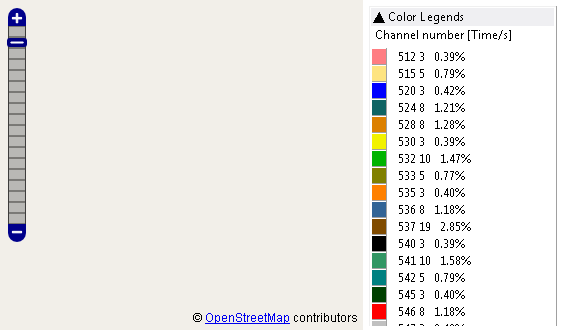 ▲ Color Legends
Channel number [Time/s]
512 3 0.39%
515 5 0.79%
520 3 0.42%
524 8 1.21%
528 8 1.28%
530 3 0.39%
532 10 1.47%
533 5 0.77%
535 3 0.40%
536 8 1.18%
537 19 2.85%
540 3 0.39%
541 10 1.58%
542 5 0.79%
545 3 0.40%
546 8 1.18%
© OpenStreetMap contributors